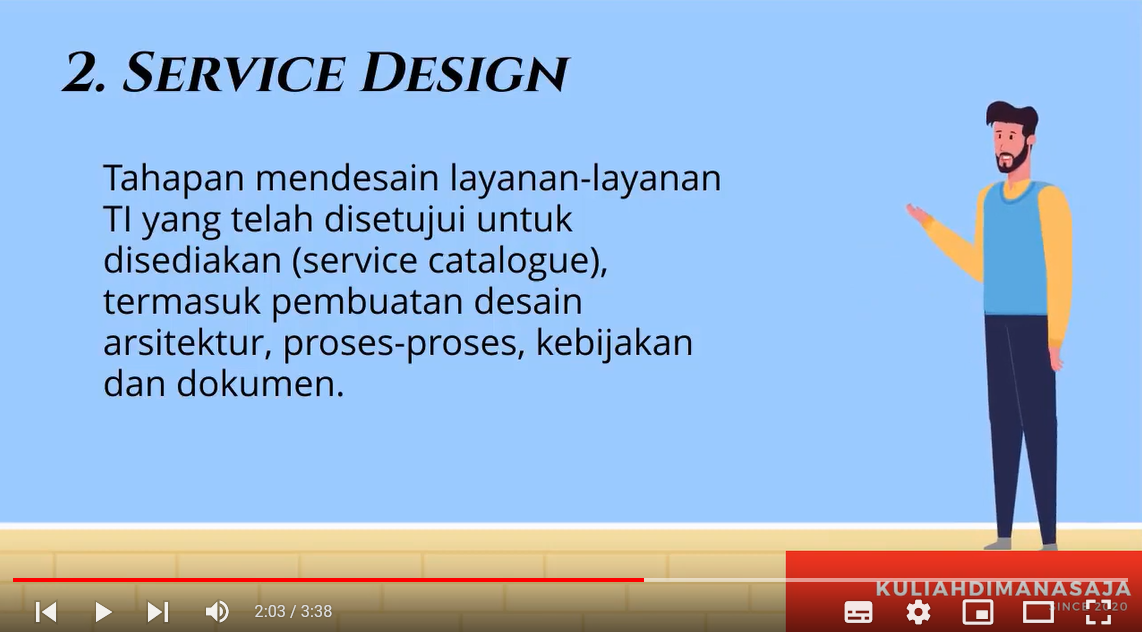 2. SERVICE DESIGN
Tahapan mendesain layanan-layanan
TI yang telah disetujui untuk
disediakan (service catalogue),
termasuk pembuatan desain
arsitektur, proses-proses, kebijakan
dan dokumen.
KULIAHDIMANASAJA
SINCE 2020
2:03 / 3:38